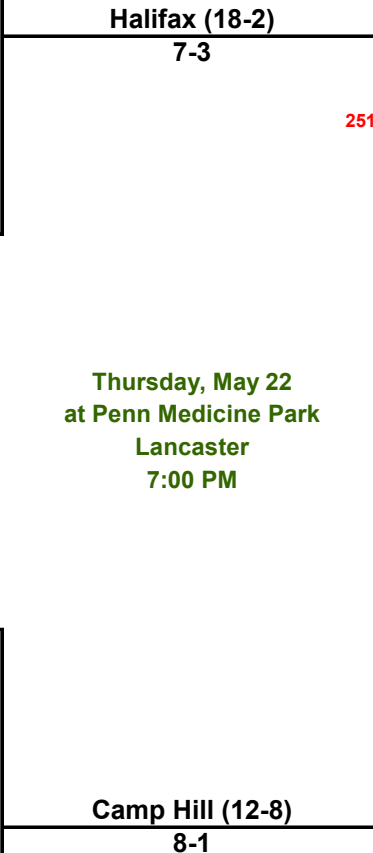 Halifax (18-2)
7-3
251
Thursday, May 22
at Penn Medicine Park
Lancaster
7:00 PM
Camp Hill (12-8)
8-1